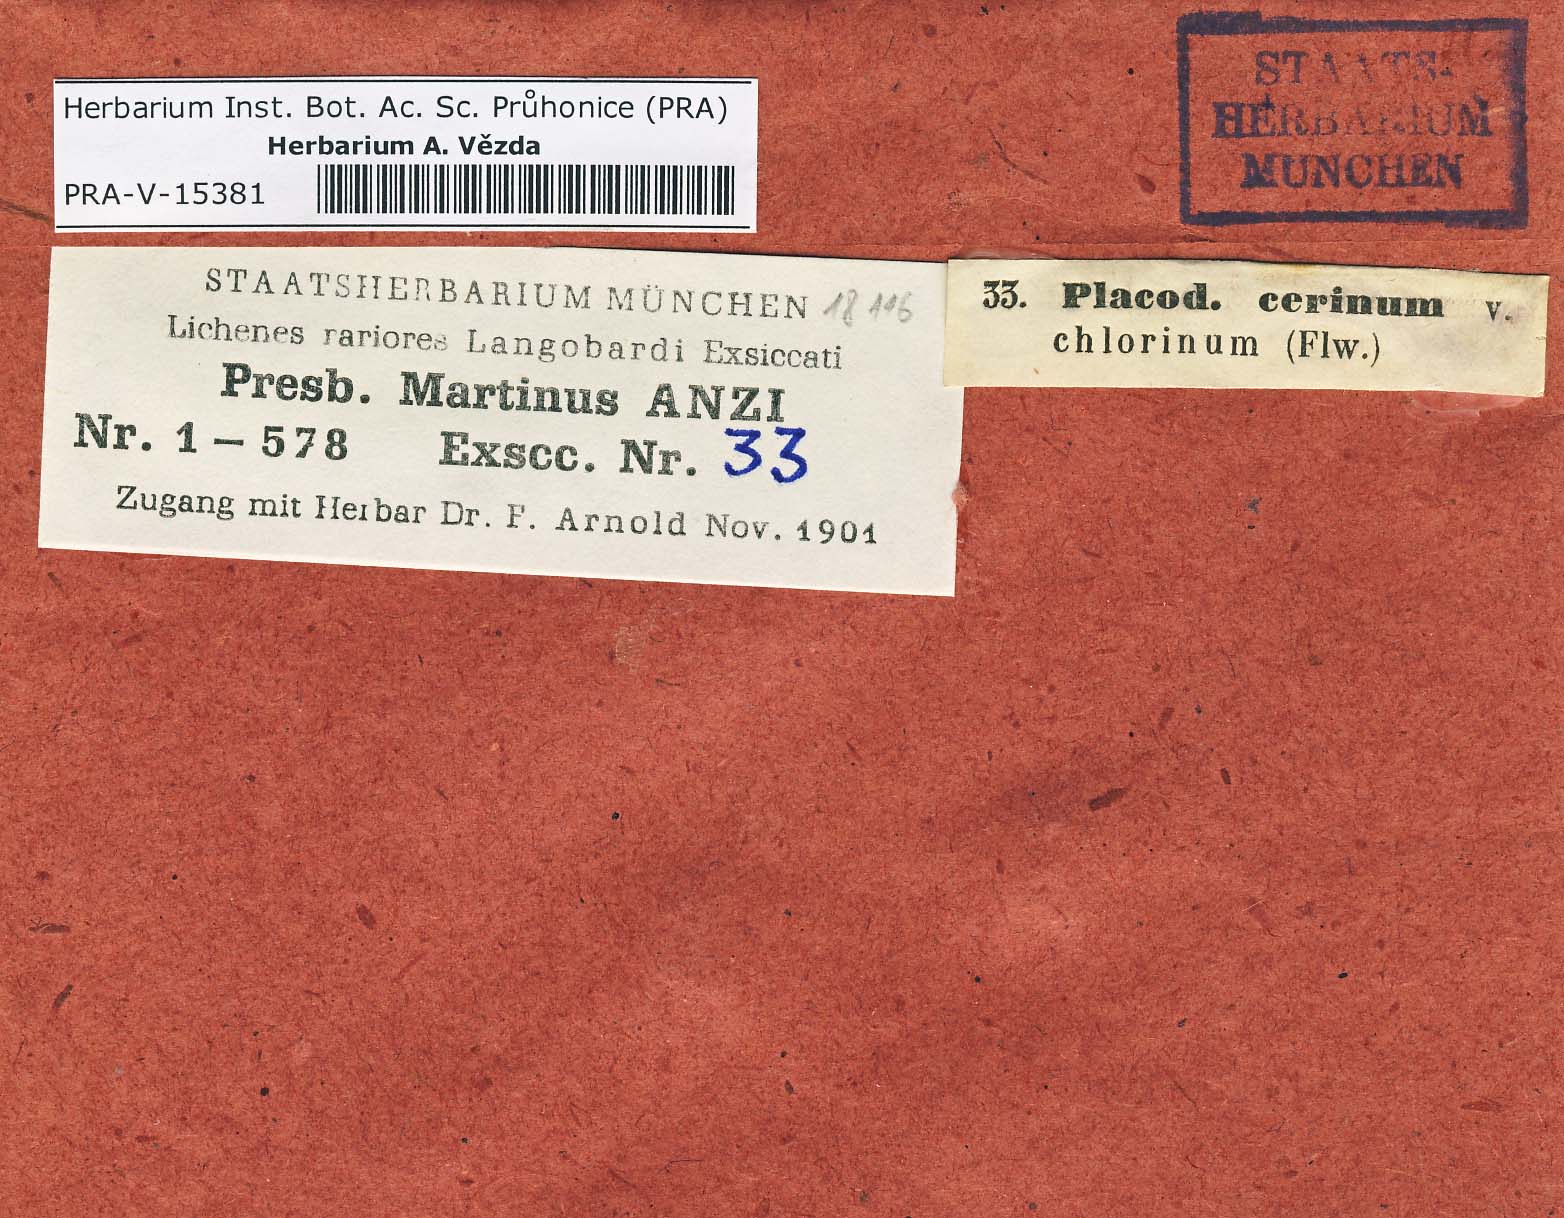 Herbarium Inst. Bot. Ac. Sc. Průhonice (PRA)
Herbarium A. Vězda
PRA-V-15381
STAATS-
HERBARIUM
MÜNCHEN
STAATSHERBARIUM MÜNCHEN 18 116
Lichenes rariores Langobardi Exsiccati
Presb. Martinus ANZI
Nr. 1 – 578 Exscc. Nr. 33
Zugang mit Herbar Dr. F. Arnold Nov. 1901
33. Placod. cerinum v.
chlorinum (Flw.)